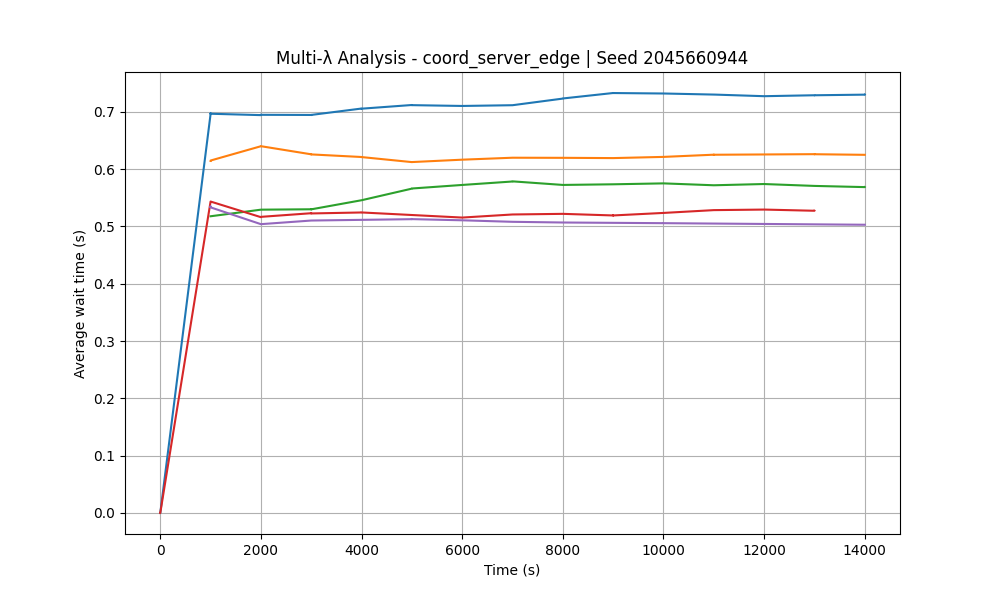 Multi-λ Analysis - coord_server_edge | Seed 2045660944
0.7
0.6
0.5
0.4
0.3
0.2
0.1
0.0
Average wait time (s)
0 2000 4000 6000 8000 10000 12000 14000
Time (s)